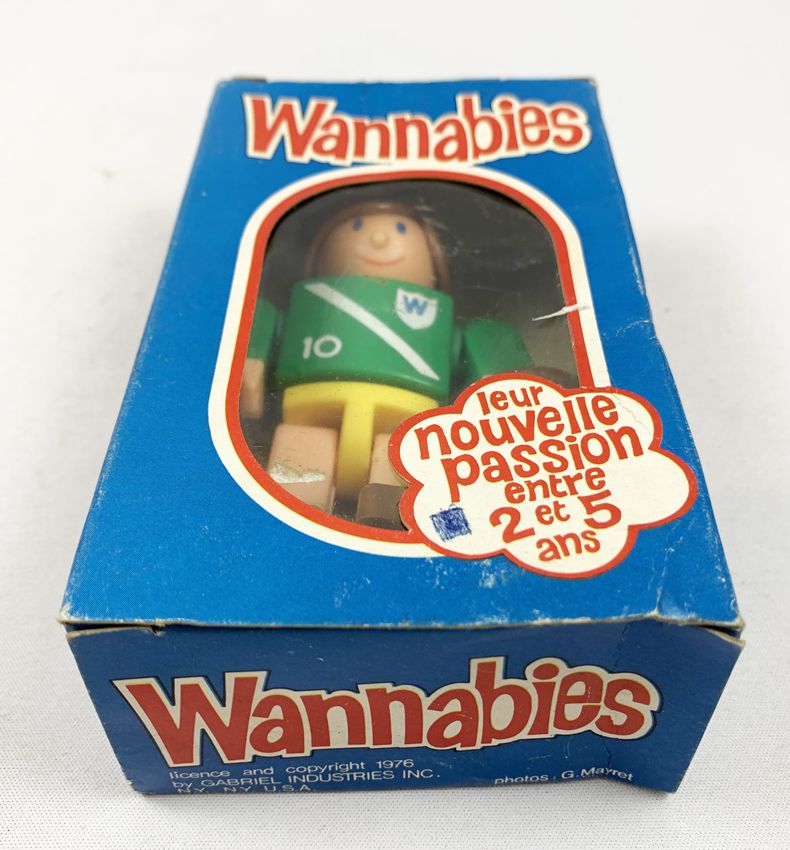 Wannabies
W
10
leur
nouvelle
passion
entre
2 et 5
ans
Wannabies
licence and copyright 1976
by GABRIEL INDUSTRIES INC.
N.Y. N.Y. U.S.A.
photos : G. Mayret